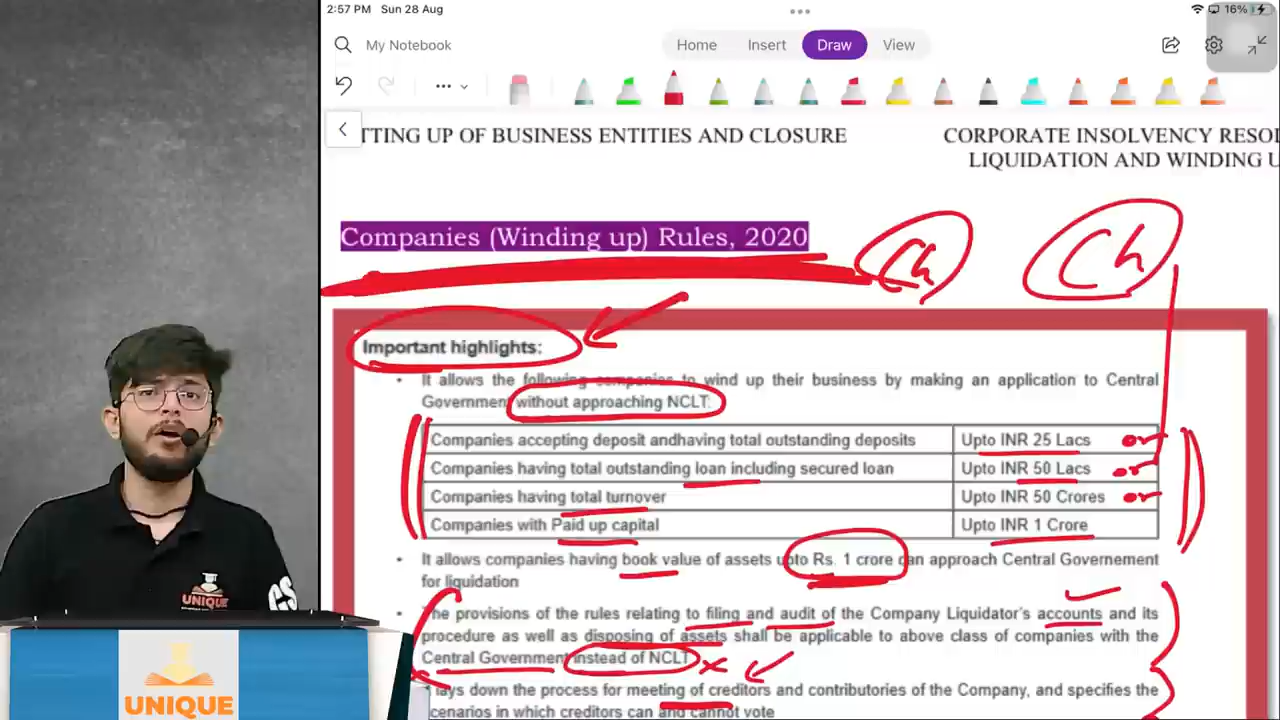 2:57 PM Sun 28 Aug
16%
My Notebook
Home Insert Draw View
TTING UP OF BUSINESS ENTITIES AND CLOSURE
CORPORATE INSOLVENCY RESOL
LIQUIDATION AND WINDING U
Companies (Winding up) Rules, 2020
Ch Ch
Important highlights:
• It allows the following companies to wind up their business by making an application to Central
Government without approaching NCLT:
Companies accepting deposit andhaving total outstanding deposits Upto INR 25 Lacs or
Companies having total outstanding loan including secured loan Upto INR 50 Lacs or
Companies having total turnover Upto INR 50 Crores or
Companies with Paid up capital Upto INR 1 Crore
• It allows companies having book value of assets upto Rs. 1 crore can approach Central Governement
for liquidation
• The provisions of the rules relating to filing and audit of the Company Liquidator's accounts and its
procedure as well as disposing of assets shall be applicable to above class of companies with the
Central Government instead of NCLT
lays down the process for meeting of creditors and contributories of the Company, and specifies the
scenarios in which creditors can and cannot vote
UNIQUE
CS
UNIQUE